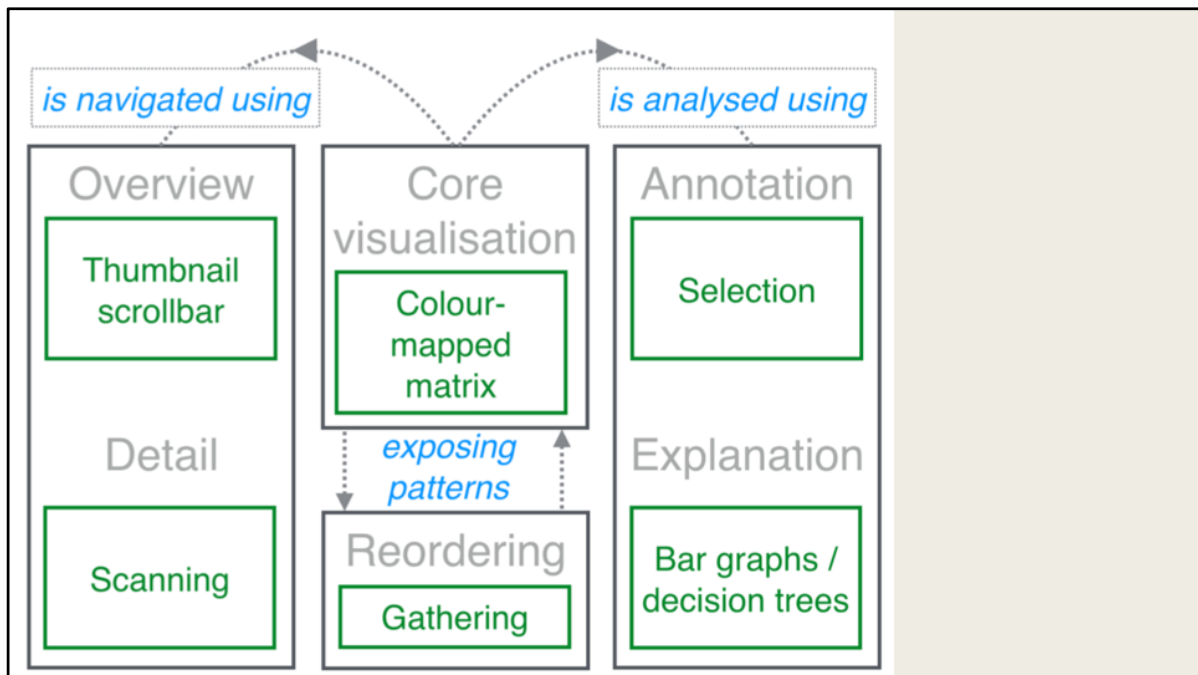 is navigated using
is analysed using
Overview
Thumbnail
scrollbar
Detail
Scanning
Core
visualisation
Colour-
mapped
matrix
exposing
patterns
Reordering
Gathering
Annotation
Selection
Explanation
Bar graphs /
decision trees